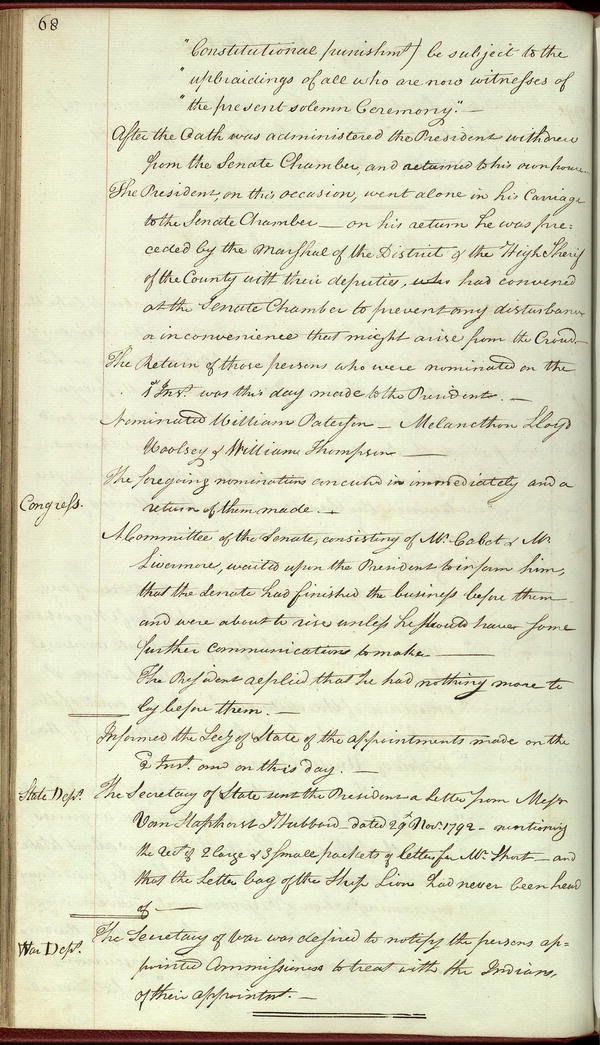 68
"Constitutional punishmt) be subject to the
"upbraidings of all who are now witnesses of
"the present solemn Ceremony." —
After the Oath was administered the President withdrew
from the Senate Chamber, and returned to his own house.
The President, on this occasion, went alone in his Carriage
to the Senate Chamber — on his return he was pre=
ceded by the Marshal of the District & the High Sherif
of the County with their deputies, who had convened
at the Senate Chamber to prevent any disturbance
or inconvenience that might arise from the Croud.—
The Return of those persons who were nominated on the
1st Inst. was this day made to the President. —
Nominated William Paterson — Melancthon Lloyd
Woolsey & William Thompson —
The foregoing nominations concured in immediately and a
Congress.
return of them made. —
A Committee of the Senate, consisting of Mr. Cabot & Mr.
Livermore, waited upon the President to inform him,
that the Senate had finished the business before them
and were about to rise unless he should have some
further communications to make —
The President replied that he had nothing more to
lay before them. —
Informed the Secy of State of the appointments made on the
Inst. and on this day. —
State Dept.
The Secretary of State sent the President a Letter from Messr
Van Staphorst & Hubbard — dated 29th Novr. 1792 — mentioning
the rect of 2 large & 3 small packets of letters for Mr. Short — and
that the Letter bag of the Ship Lion had never been heard
of —
War Dept.
The Secretary of War was desired to notify the persons ap=
pointed Commissioners to treat with the Indians,
of their appointmt. —